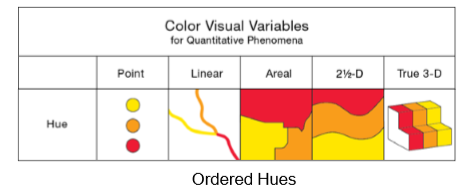 Color Visual Variables
for Quantitative Phenomena
Point Linear Areal 2½-D True 3-D
Hue
Ordered Hues